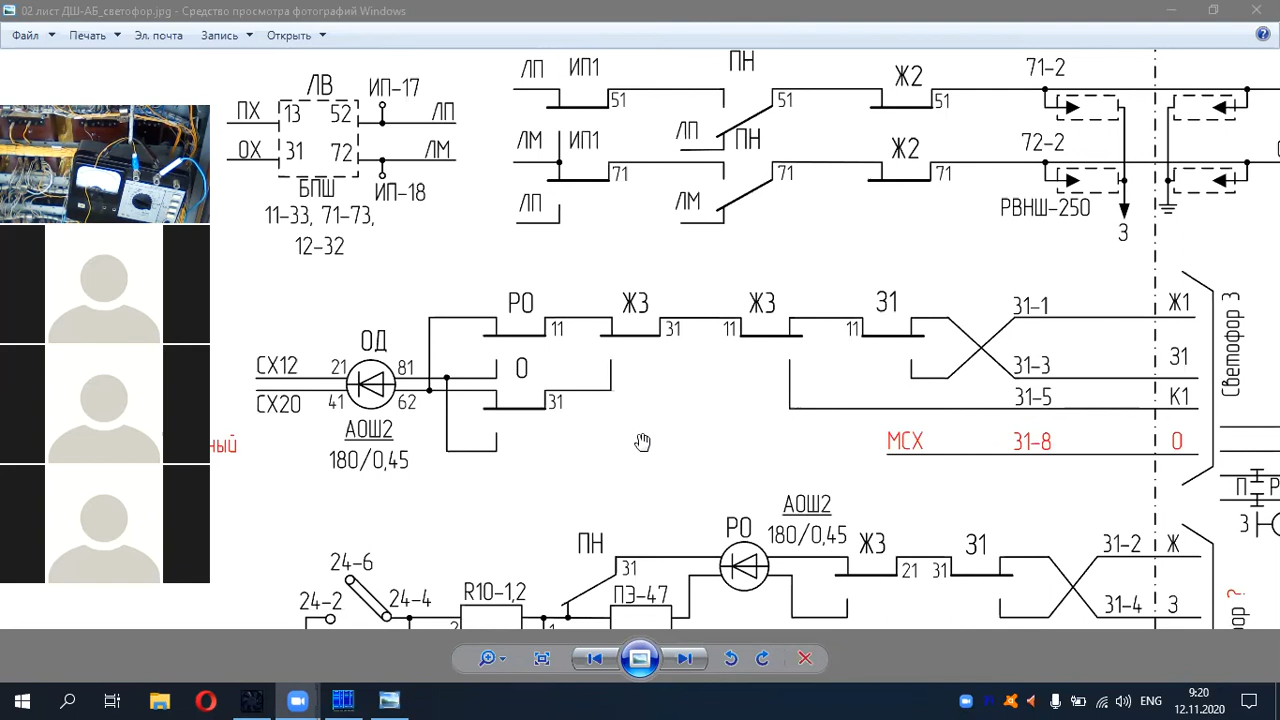 02 лист ДШ-АБ_светофор.jpg - Средство просмотра фотографий Windows
Файл Печать Эл. почта Запись Открыть
ЛВ ИП-17
ПХ 13 52 ЛП
ОХ 31 72 ЛМ
БПШ ИП-18
11-33, 71-73,
12-32
ЛП ИП1 ПН Ж2 71-2
51 51 51
ЛП
ЛМ ИП1 ПН Ж2 72-2
71 71 71
ЛП ЛМ РВНШ-250
З
РО Ж3 Ж3 З1 31-1 Ж1
11 31 11 11
ОД
СХ12 21 81 О 31-3 З1
СХ20 41 62 31 31-5 К1
АОШ2
180/0,45
ный МСХ 31-8 О
Светофор 3
АОШ2
РО 180/0,45
ПН Ж3 З1 31-2 Ж
31 21 31
24-6
24-2 24-4 R10-1,2 ПЭ-47 31-4 З
2 1
П Р
З
ор ?
ENG 9:20
12.11.2020